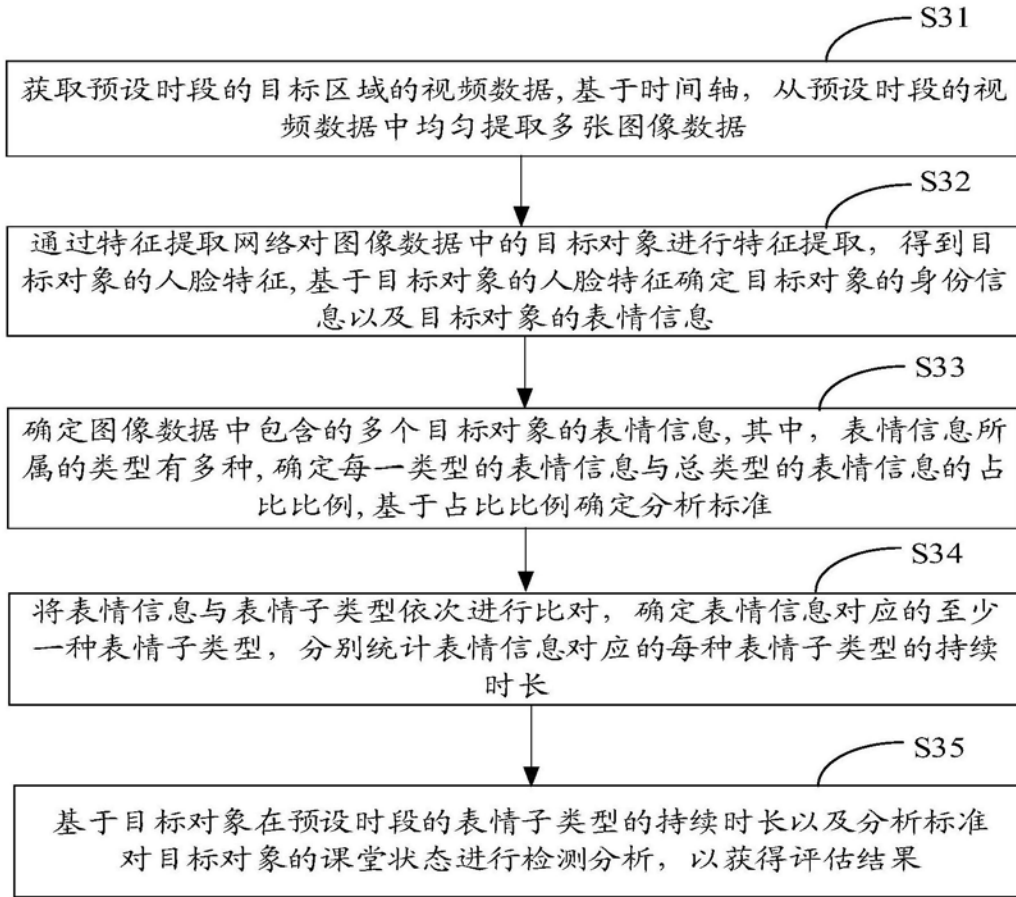 S31
获取预设时段的目标区域的视频数据,基于时间轴，从预设时段的视
频数据中均匀提取多张图像数据
S32
通过特征提取网络对图像数据中的目标对象进行特征提取，得到目
标对象的人脸特征,基于目标对象的人脸特征确定目标对象的身份信
息以及目标对象的表情信息
S33
确定图像数据中包含的多个目标对象的表情信息,其中，表情信息所
属的类型有多种,确定每一类型的表情信息与总类型的表情信息的占
比比例,基于占比比例确定分析标准
S34
将表情信息与表情子类型依次进行比对，确定表情信息对应的至少
一种表情子类型，分别统计表情信息对应的每种表情子类型的持续
时长
S35
基于目标对象在预设时段的表情子类型的持续时长以及分析标准
对目标对象的课堂状态进行检测分析，以获得评估结果